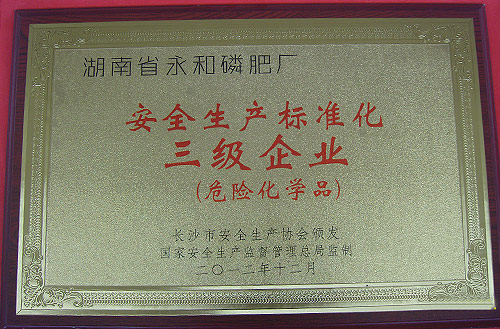 湖南省永和磷肥厂
安全生产标准化
三级企业
(危险化学品)
长沙市安全生产协会颁发
国家安全生产监督管理总局监制
二〇一二年十二月